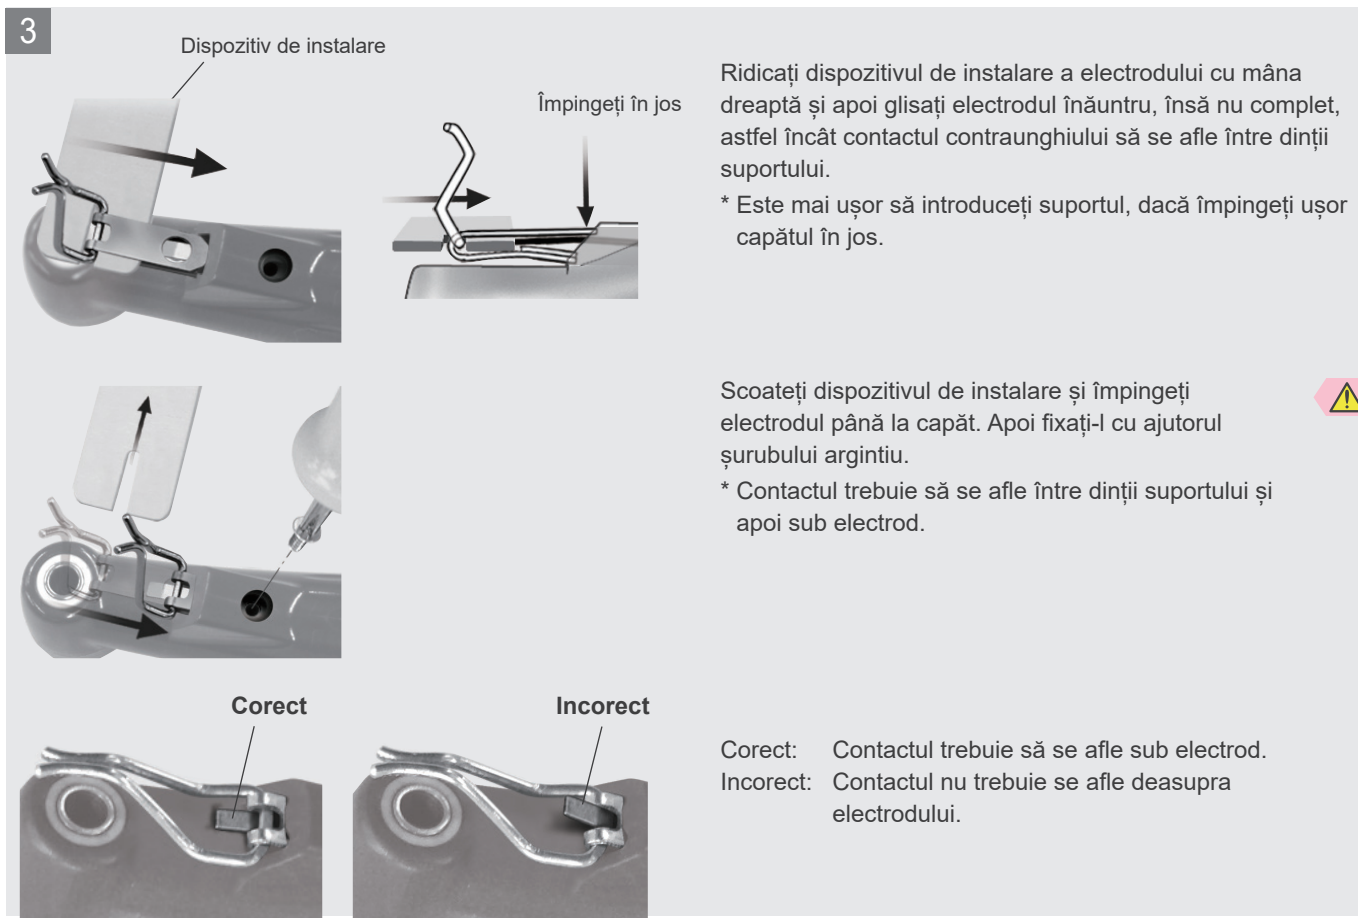 3
Dispozitiv de instalare
Împingeți în jos
Ridicați dispozitivul de instalare a electrodului cu mâna
dreaptă și apoi glisați electrodul înăuntru, însă nu complet,
astfel încât contactul contraunghiului să se afle între dinții
suportului.
* Este mai ușor să introduceți suportul, dacă împingeți ușor
capătul în jos.
Scoateți dispozitivul de instalare și împingeți
electrodul până la capăt. Apoi fixați-l cu ajutorul
șurubului argintiu.
* Contactul trebuie să se afle între dinții suportului și
apoi sub electrod.
Corect
Incorect
Corect: Contactul trebuie să se afle sub electrod.
Incorect: Contactul nu trebuie se afle deasupra
electrodului.